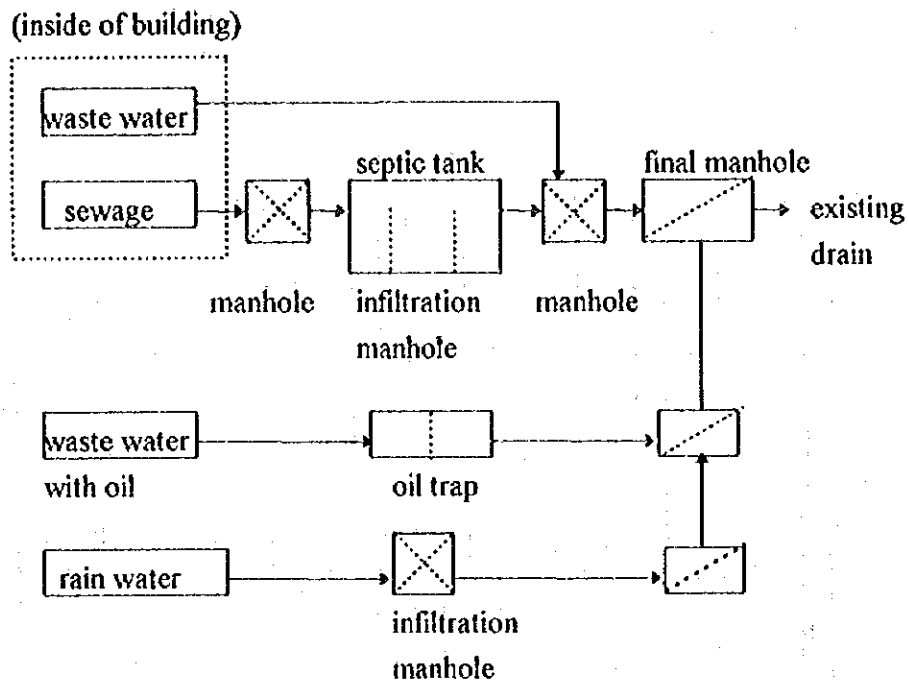 (inside of building)
waste water
septic tank
final manhole
sewage
existing
drain
manhole
infiltration
manhole
manhole
waste water
with oil
oil trap
rain water
infiltration
manhole